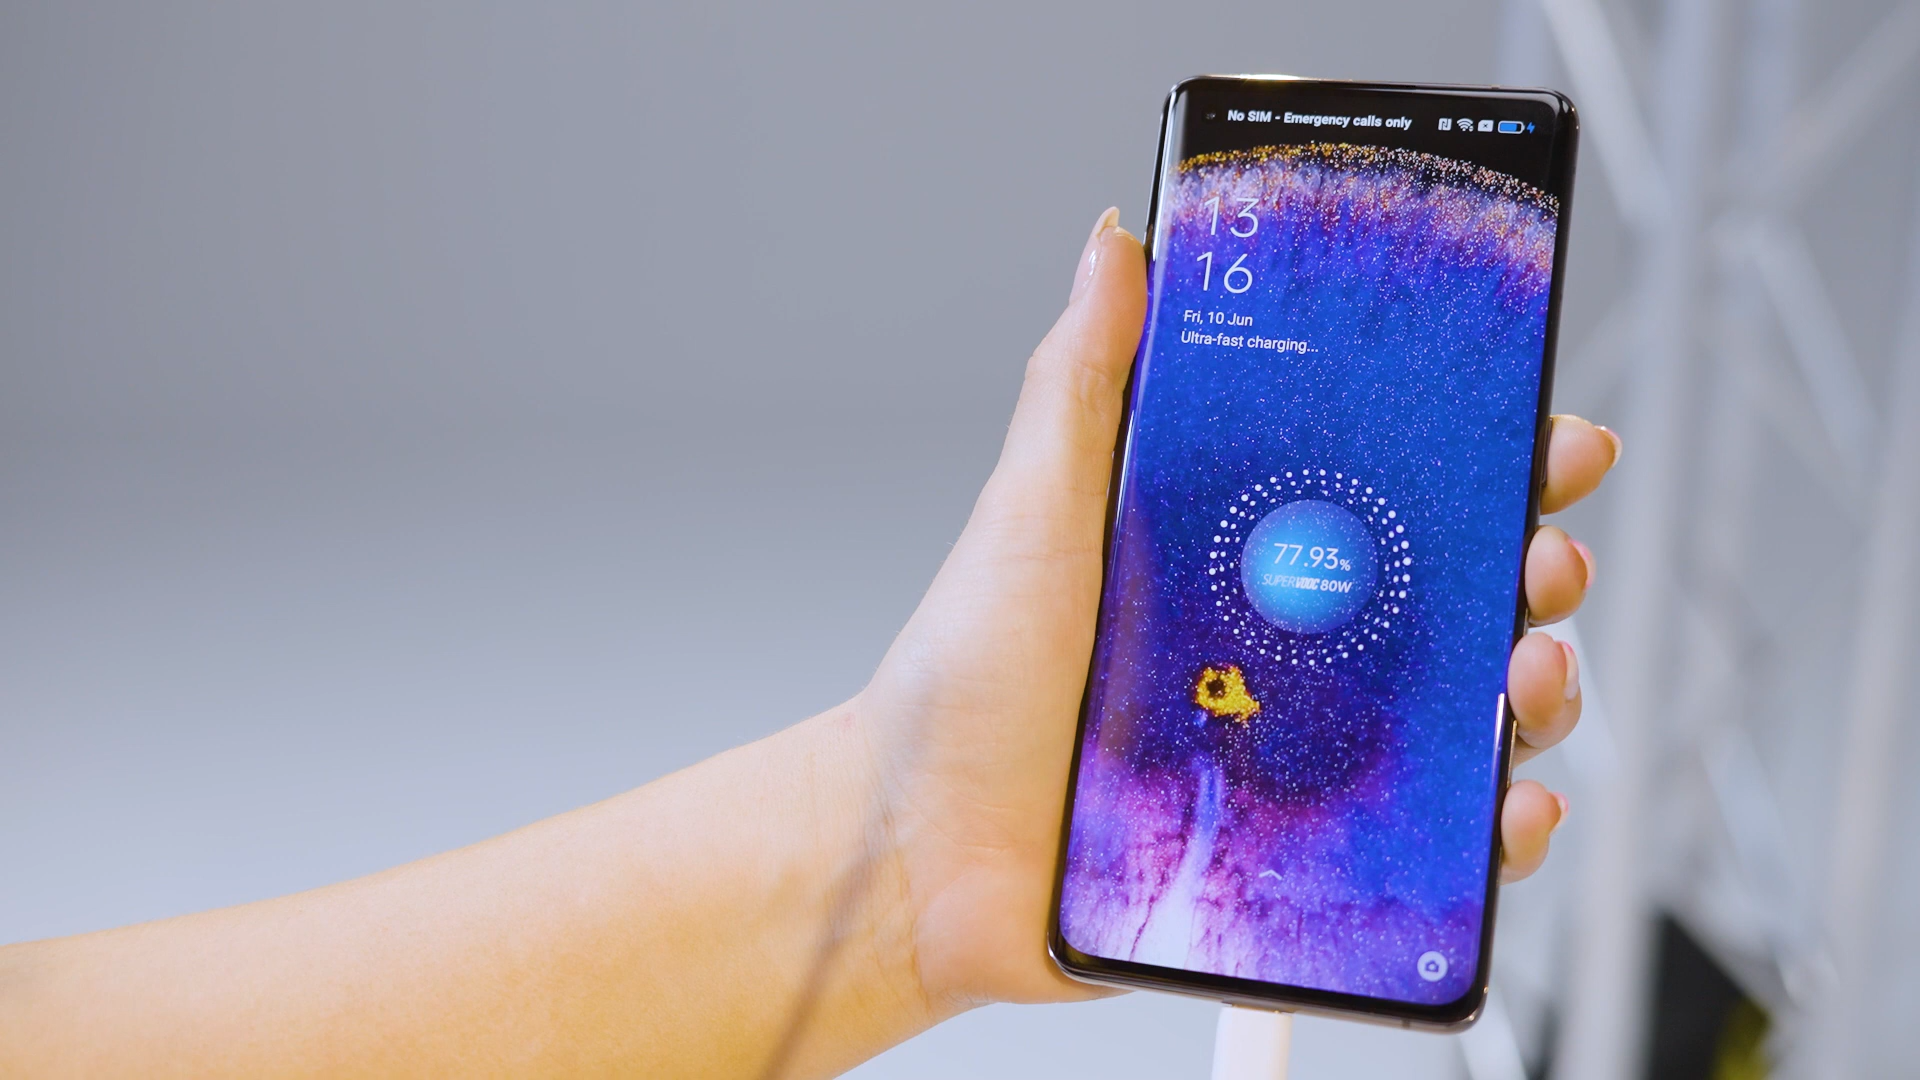 No SIM - Emergency calls only
13
16
Fri, 10 Jun
Ultra-fast charging...
77.93%
SUPERVOOC 80W